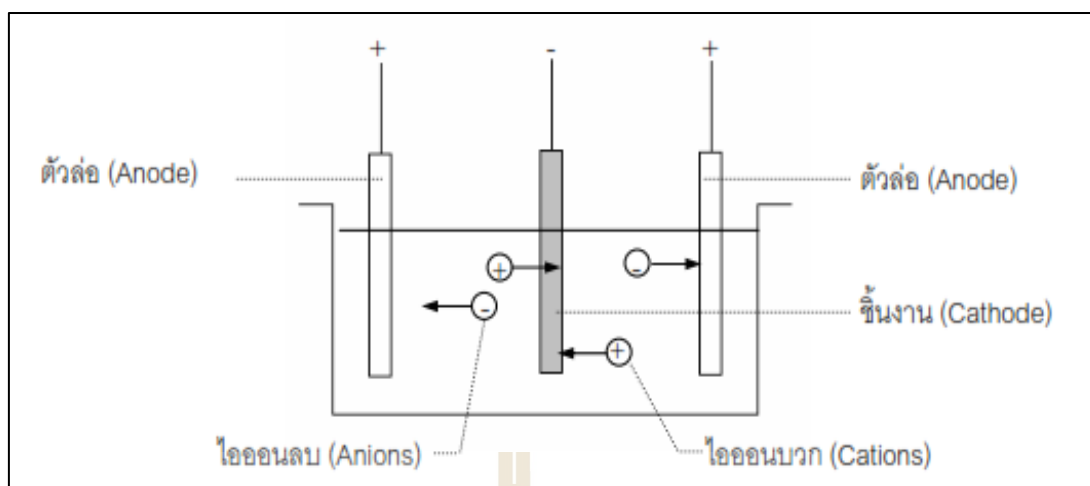 + - +
ตัวล่อ (Anode)
ตัวล่อ (Anode)
+
-
-
+
ชิ้นงาน (Cathode)
ไอออนลบ (Anions)
ไอออนบวก (Cations)